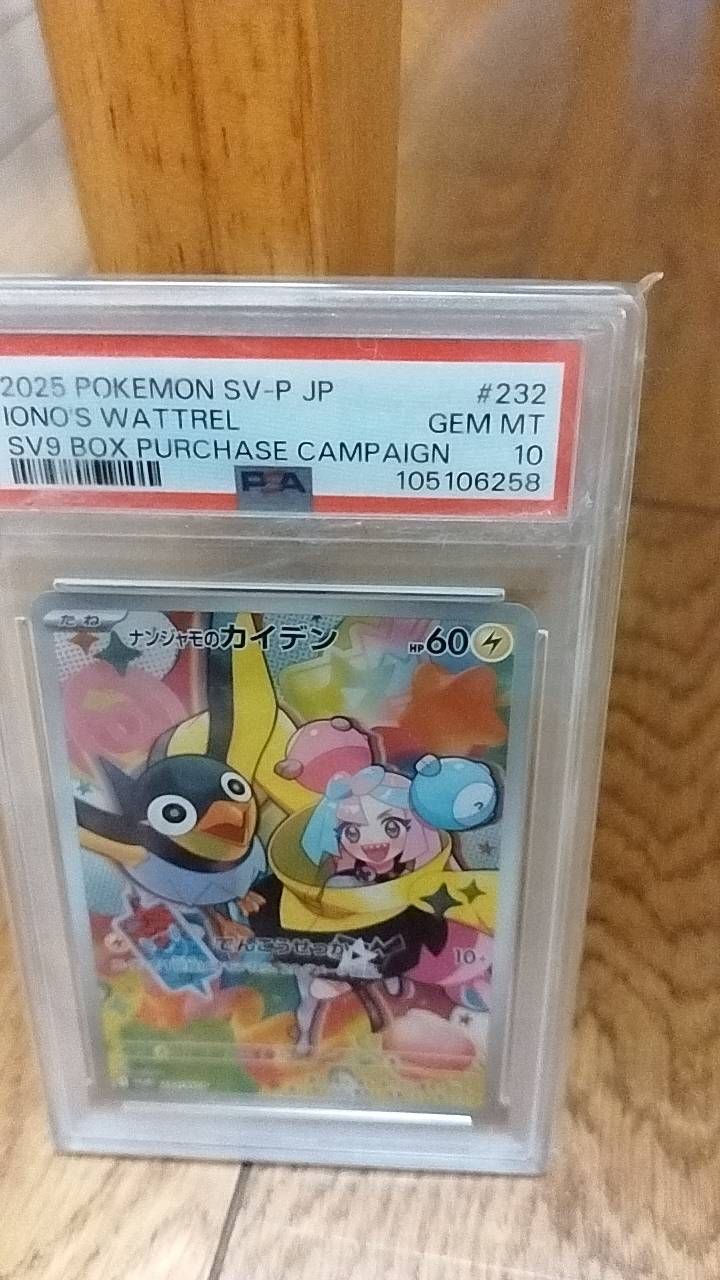 2025 POKEMON SV-P JP #232
IONO'S WATTREL GEM MT
SV9 BOX PURCHASE CAMPAIGN 10
PSA 105106258
たね ナンジャモのカイデン HP60
でんこうせっか 10+